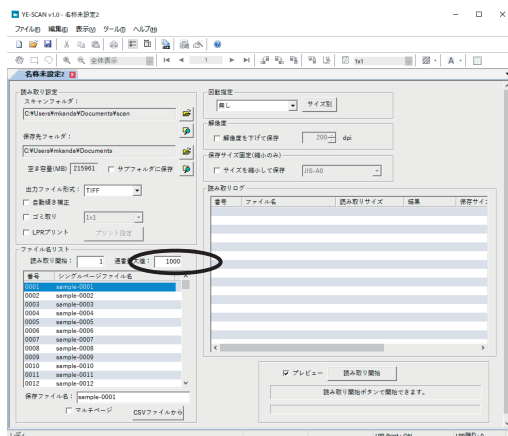 YE-SCAN v1.0 - 名称未設定2
ファイル(F) 編集(E) 表示(V) ツール(T) ヘルプ(H)
全体表示 1 1x1 A
名称未設定2
読み取り設定
スキャンフォルダ:
C:¥Users¥mkanda¥Documents¥scan
保存先フォルダ:
C:¥Users¥mkanda¥Documents
空き容量(MB) 215961 サブフォルダに保存
出力ファイル形式: TIFF
自動傾き補正
ゴミ取り 1x1
LPRプリント プリント設定
回転指定
無し サイズ別
解像度
解像度を下げて保存 200 dpi
保存サイズ固定(縮小のみ)
サイズを縮小して保存 JIS-A0
読み取りログ
番号 ファイル名 読み取りサイズ 結果 保存サイズ
ファイル名リスト
読み取り開始: 1 連番最大値: 1000
番号 シングルページファイル名
0001 sample-0001
0002 sample-0002
0003 sample-0003
0004 sample-0004
0005 sample-0005
0006 sample-0006
0007 sample-0007
0008 sample-0008
0009 sample-0009
0010 sample-0010
0011 sample-0011
0012 sample-0012
保存ファイル名: sample-0001
マルチページ CSVファイルから
プレビュー 読み取り開始
読み取り開始ボタンで開始できます。
レディ